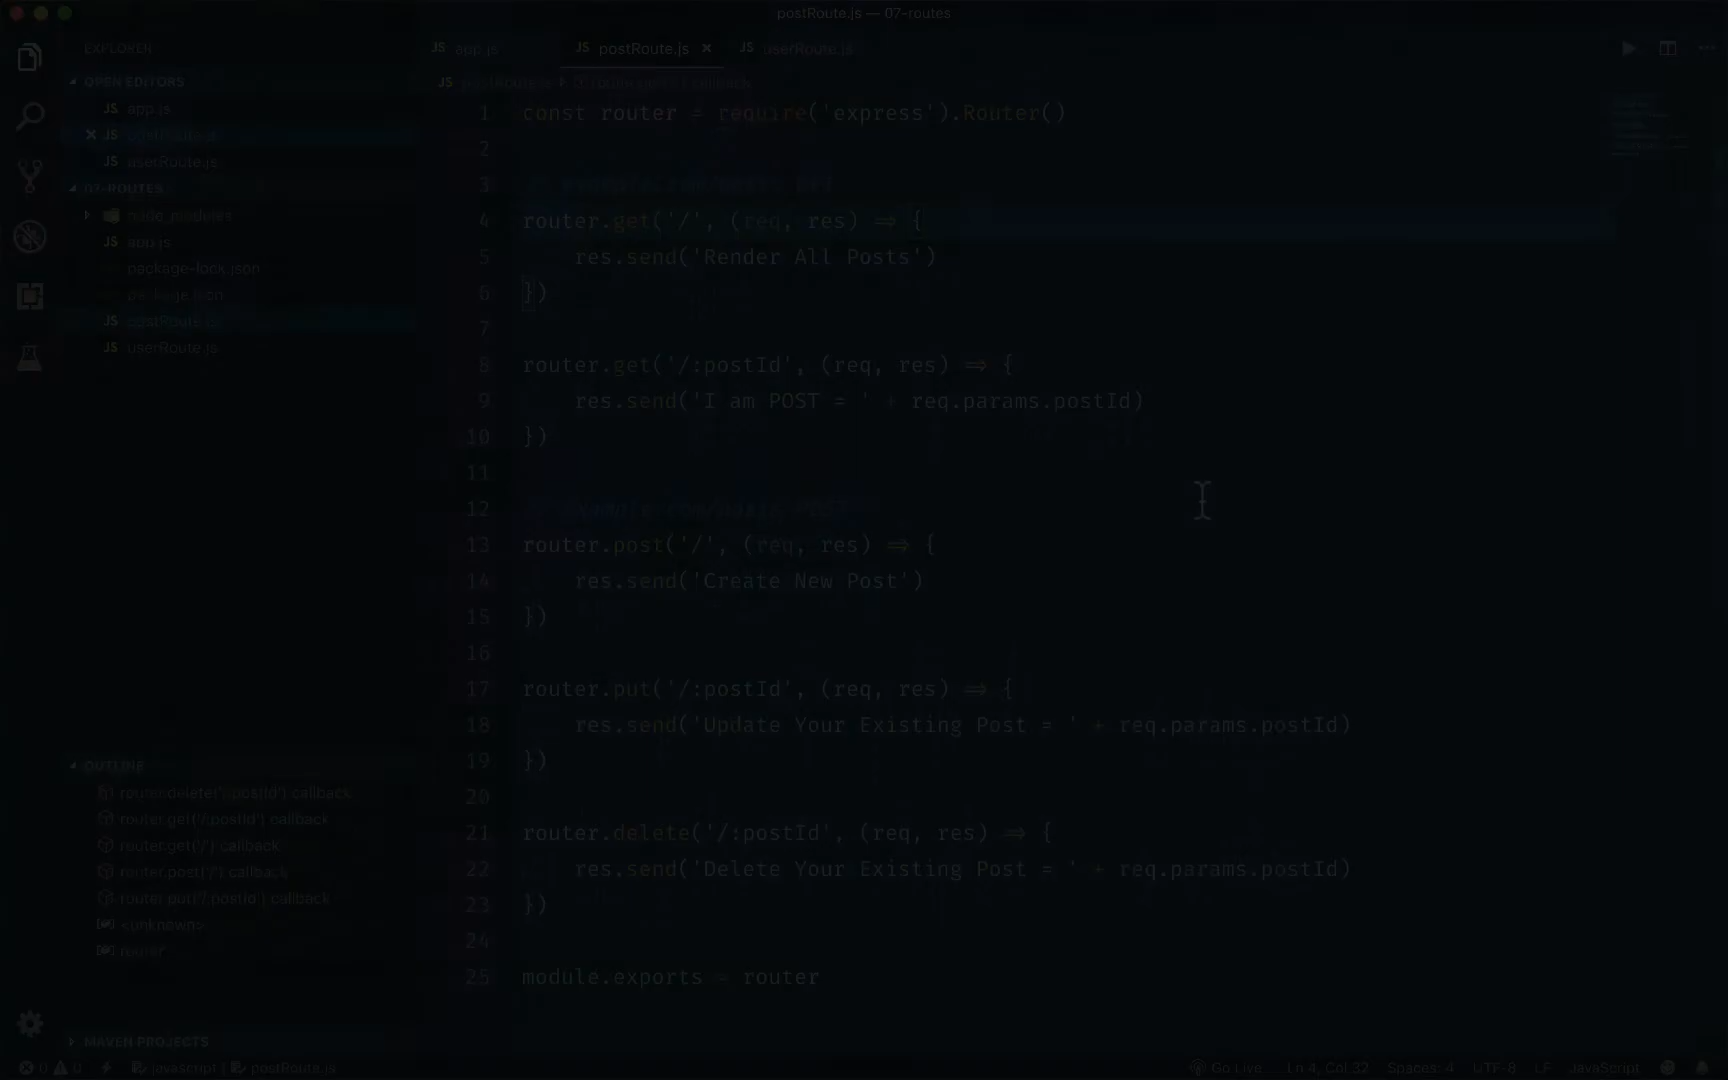 postRoute.js — 07-routes
EXPLORER
OPEN EDITORS
JS app.js
× JS postRoute.js
JS userRoute.js
07-ROUTES
node_modules
JS app.js
package-lock.json
package.json
JS postRoute.js
JS userRoute.js
OUTLINE
router.delete('/:postId') callback
router.get('/:postId') callback
router.get('/') callback
router.post('/') callback
router.put('/:postId') callback
<unknown>
router
MAVEN PROJECTS
JS app.js JS postRoute.js × JS userRoute.js
JS postRoute.js callback
1 const router = require('express').Router()
2
3
4 router.get('/', (req, res) => {
5 res.send('Render All Posts')
6 })
7
8 router.get('/:postId', (req, res) => {
9 res.send('I am POST = ' + req.params.postId)
10 })
11
12
13 router.post('/', (req, res) => {
14 res.send('Create New Post')
15 })
16
17 router.put('/:postId', (req, res) => {
18 res.send('Update Your Existing Post = ' + req.params.postId)
19 })
20
21 router.delete('/:postId', (req, res) => {
22 res.send('Delete Your Existing Post = ' + req.params.postId)
23 })
24
25 module.exports = router
0 0 javascript | postRoute.js Go Live Ln 4, Col 32 Spaces: 4 UTF-8 LF JavaScript